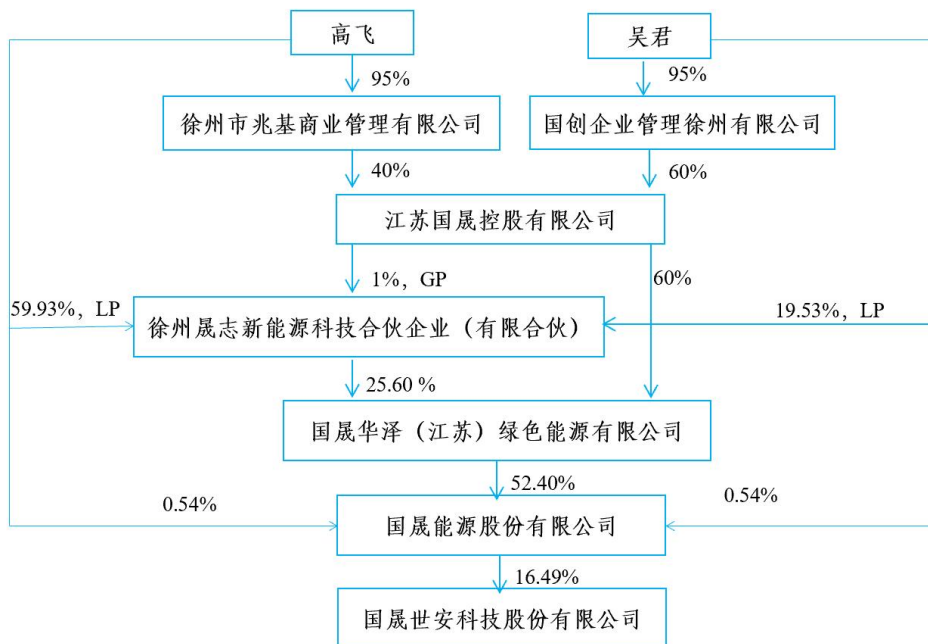 高飞
吴君
95%
95%
徐州市兆基商业管理有限公司
国创企业管理徐州有限公司
40%
60%
江苏国晟控股有限公司
1%，GP
60%
59.93%，LP
19.53%，LP
徐州晟志新能源科技合伙企业（有限合伙）
25.60 %
国晟华泽（江苏）绿色能源有限公司
52.40%
0.54%
0.54%
国晟能源股份有限公司
16.49%
国晟世安科技股份有限公司